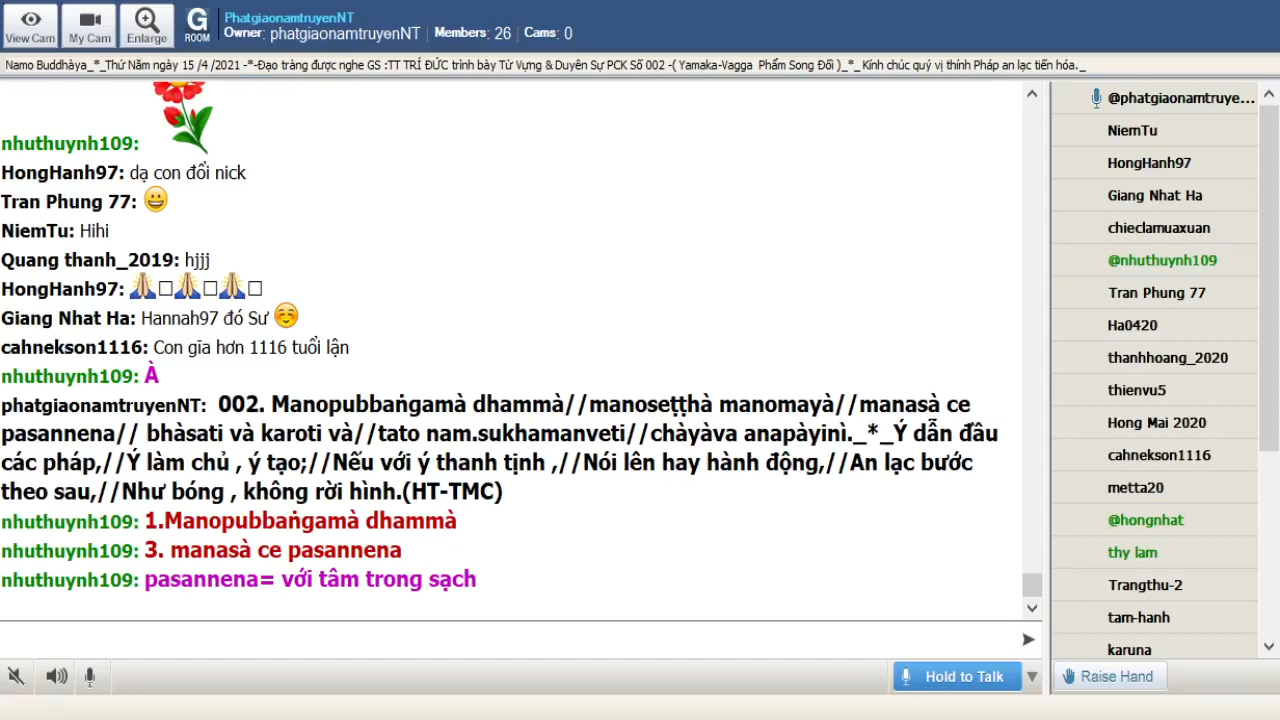 View Cam
My Cam
Enlarge
G
ROOM
PhatgiaonamtruyenNT
Owner: phatgiaonamtruyenNT | Members: 26 | Cams: 0
Namo Buddhàya_*_Thứ Năm ngày 15 /4 /2021 -*-Đạo tràng được nghe GS :TT TRÍ ĐỨC trình bày Từ Vựng & Duyên Sự PCK Số 002 -( Yamaka-Vagga Phẩm Song Đối )_*_Kính chúc quý vị thính Pháp an lạc tiến hóa._
nhuthuynh109:
HongHanh97: dạ con đổi nick
Tran Phung 77:
NiemTu: Hihi
Quang thanh_2019: hjjj
HongHanh97:
Giang Nhat Ha: Hannah97 đó Sư
cahnekson1116: Con gĩa hơn 1116 tuổi lận
nhuthuynh109: À
phatgiaonamtruyenNT: 002. Manopubbaṅgamà dhammà//manoseṭṭhà manomayà//manasà ce
pasannena// bhàsati và karoti và//tato nam.sukhamanveti//chàyàva anapàyinì._*_Ý dẫn đầu
các pháp,//Ý làm chủ , ý tạo;//Nếu với ý thanh tịnh ,//Nói lên hay hành động,//An lạc bước
theo sau,//Như bóng , không rời hình.(HT-TMC)
nhuthuynh109: 1.Manopubbaṅgamà dhammà
nhuthuynh109: 3. manasà ce pasannena
nhuthuynh109: pasannena= với tâm trong sạch
Hold to Talk
@phatgiaonamtruye...
NiemTu
HongHanh97
Giang Nhat Ha
chieclamuaxuan
@nhuthuynh109
Tran Phung 77
Ha0420
thanhhoang_2020
thienvu5
Hong Mai 2020
cahnekson1116
metta20
@hongnhat
thy lam
Trangthu-2
tam-hanh
karuna
Raise Hand